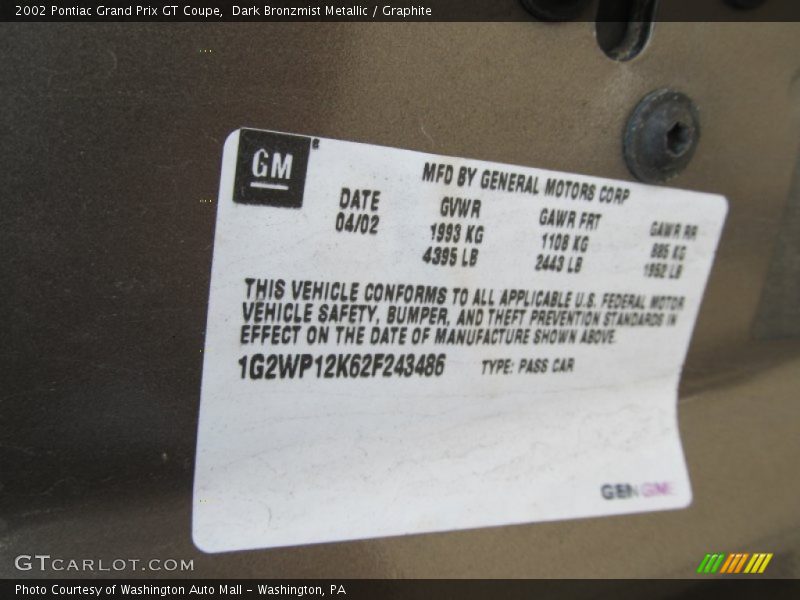 2002 Pontiac Grand Prix GT Coupe, Dark Bronzmist Metallic / Graphite
GM
MFD BY GENERAL MOTORS CORP
DATE GVWR GAWR FRT GAWR RR
04/02 1993 KG 1108 KG 885 KG
4395 LB 2443 LB 1952 LB
THIS VEHICLE CONFORMS TO ALL APPLICABLE U.S. FEDERAL MOTOR
VEHICLE SAFETY, BUMPER, AND THEFT PREVENTION STANDARDS IN
EFFECT ON THE DATE OF MANUFACTURE SHOWN ABOVE.
1G2WP12K62F243486 TYPE: PASS CAR
GTCARLOT.COM
Photo Courtesy of Washington Auto Mall - Washington, PA